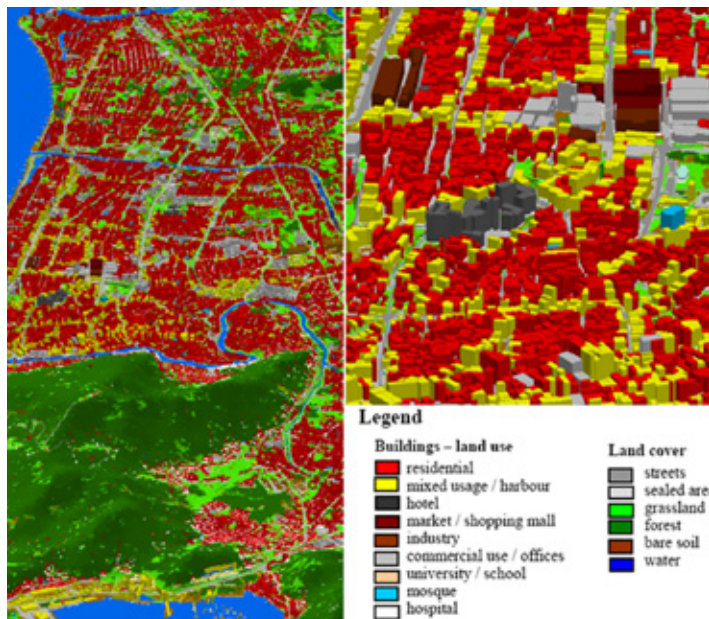 Legend
Buildings – land use
residential
mixed usage / harbour
hotel
market / shopping mall
industry
commercial use / offices
university / school
mosque
hospital
Land cover
streets
sealed are
grassland
forest
bare soil
water